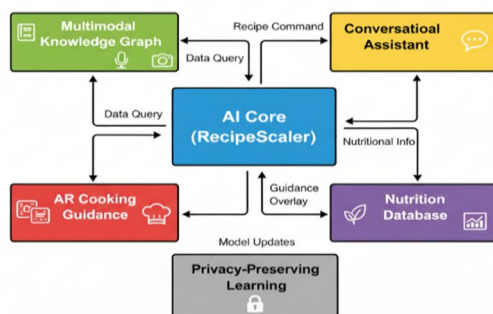 Multimodal
Knowledge Graph
Recipe Command
Data Query
Conversatioal
Assistant
Data Query
AI Core
(RecipeScaler)
Nutritional Info
AR Cooking
Guidance
Guidance
Overlay
Nutrition
Database
Model Updates
Privacy-Preserving
Learning